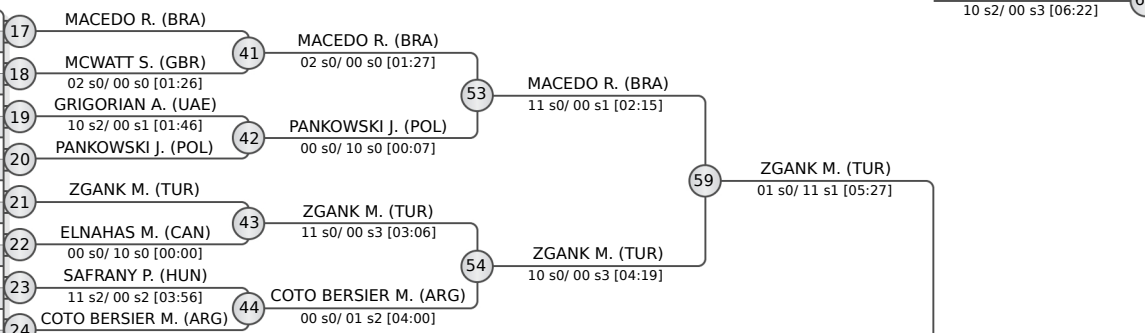 10 s2/ 00 s3 [06:22]
17
MACEDO R. (BRA)
18
MCWATT S. (GBR)
02 s0/ 00 s0 [01:26]
19
GRIGORIAN A. (UAE)
10 s2/ 00 s1 [01:46]
20
PANKOWSKI J. (POL)
21
ZGANK M. (TUR)
22
ELNAHAS M. (CAN)
00 s0/ 10 s0 [00:00]
23
SAFRANY P. (HUN)
11 s2/ 00 s2 [03:56]
24
COTO BERSIER M. (ARG)
41
MACEDO R. (BRA)
02 s0/ 00 s0 [01:27]
42
PANKOWSKI J. (POL)
00 s0/ 10 s0 [00:07]
43
ZGANK M. (TUR)
11 s0/ 00 s3 [03:06]
44
COTO BERSIER M. (ARG)
00 s0/ 01 s2 [04:00]
53
MACEDO R. (BRA)
11 s0/ 00 s1 [02:15]
54
ZGANK M. (TUR)
10 s0/ 00 s3 [04:19]
59
ZGANK M. (TUR)
01 s0/ 11 s1 [05:27]